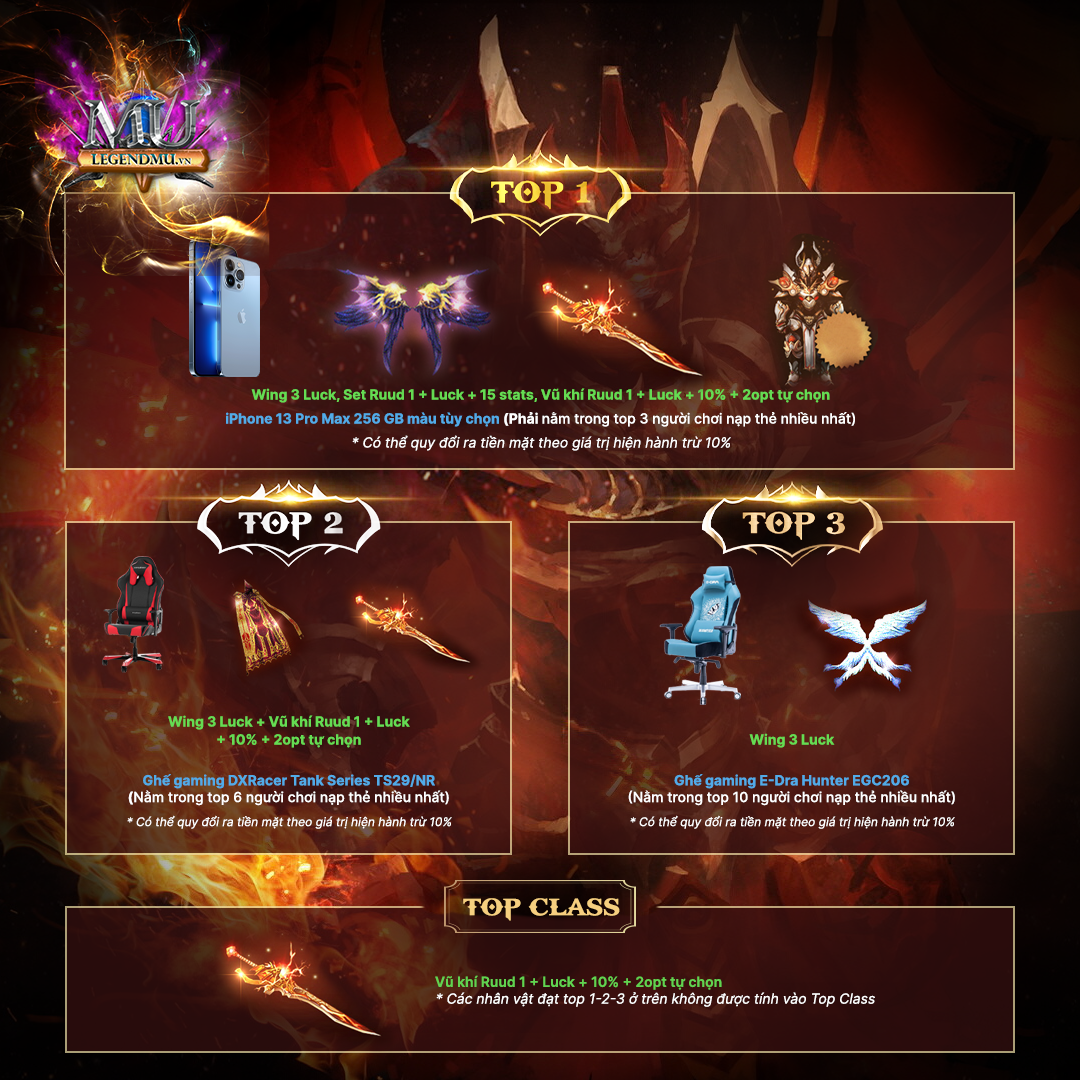 MU
LEGENDMU.VN
TOP 1
Wing 3 Luck, Set Ruud 1 + Luck + 15 stats, Vũ khí Ruud 1 + Luck + 10% + 2opt tự chọn
iPhone 13 Pro Max 256 GB màu tùy chọn (Phải nằm trong top 3 người chơi nạp thẻ nhiều nhất)
* Có thể quy đổi ra tiền mặt theo giá trị hiện hành trừ 10%
TOP 2
Wing 3 Luck + Vũ khí Ruud 1 + Luck
+ 10% + 2opt tự chọn
Ghế gaming DXRacer Tank Series TS29/NR
(Nằm trong top 6 người chơi nạp thẻ nhiều nhất)
* Có thể quy đổi ra tiền mặt theo giá trị hiện hành trừ 10%
TOP 3
Wing 3 Luck
Ghế gaming E-Dra Hunter EGC206
(Nằm trong top 10 người chơi nạp thẻ nhiều nhất)
* Có thể quy đổi ra tiền mặt theo giá trị hiện hành trừ 10%
TOP CLASS
Vũ khí Ruud 1 + Luck + 10% + 2opt tự chọn
* Các nhân vật đạt top 1-2-3 ở trên không được tính vào Top Class